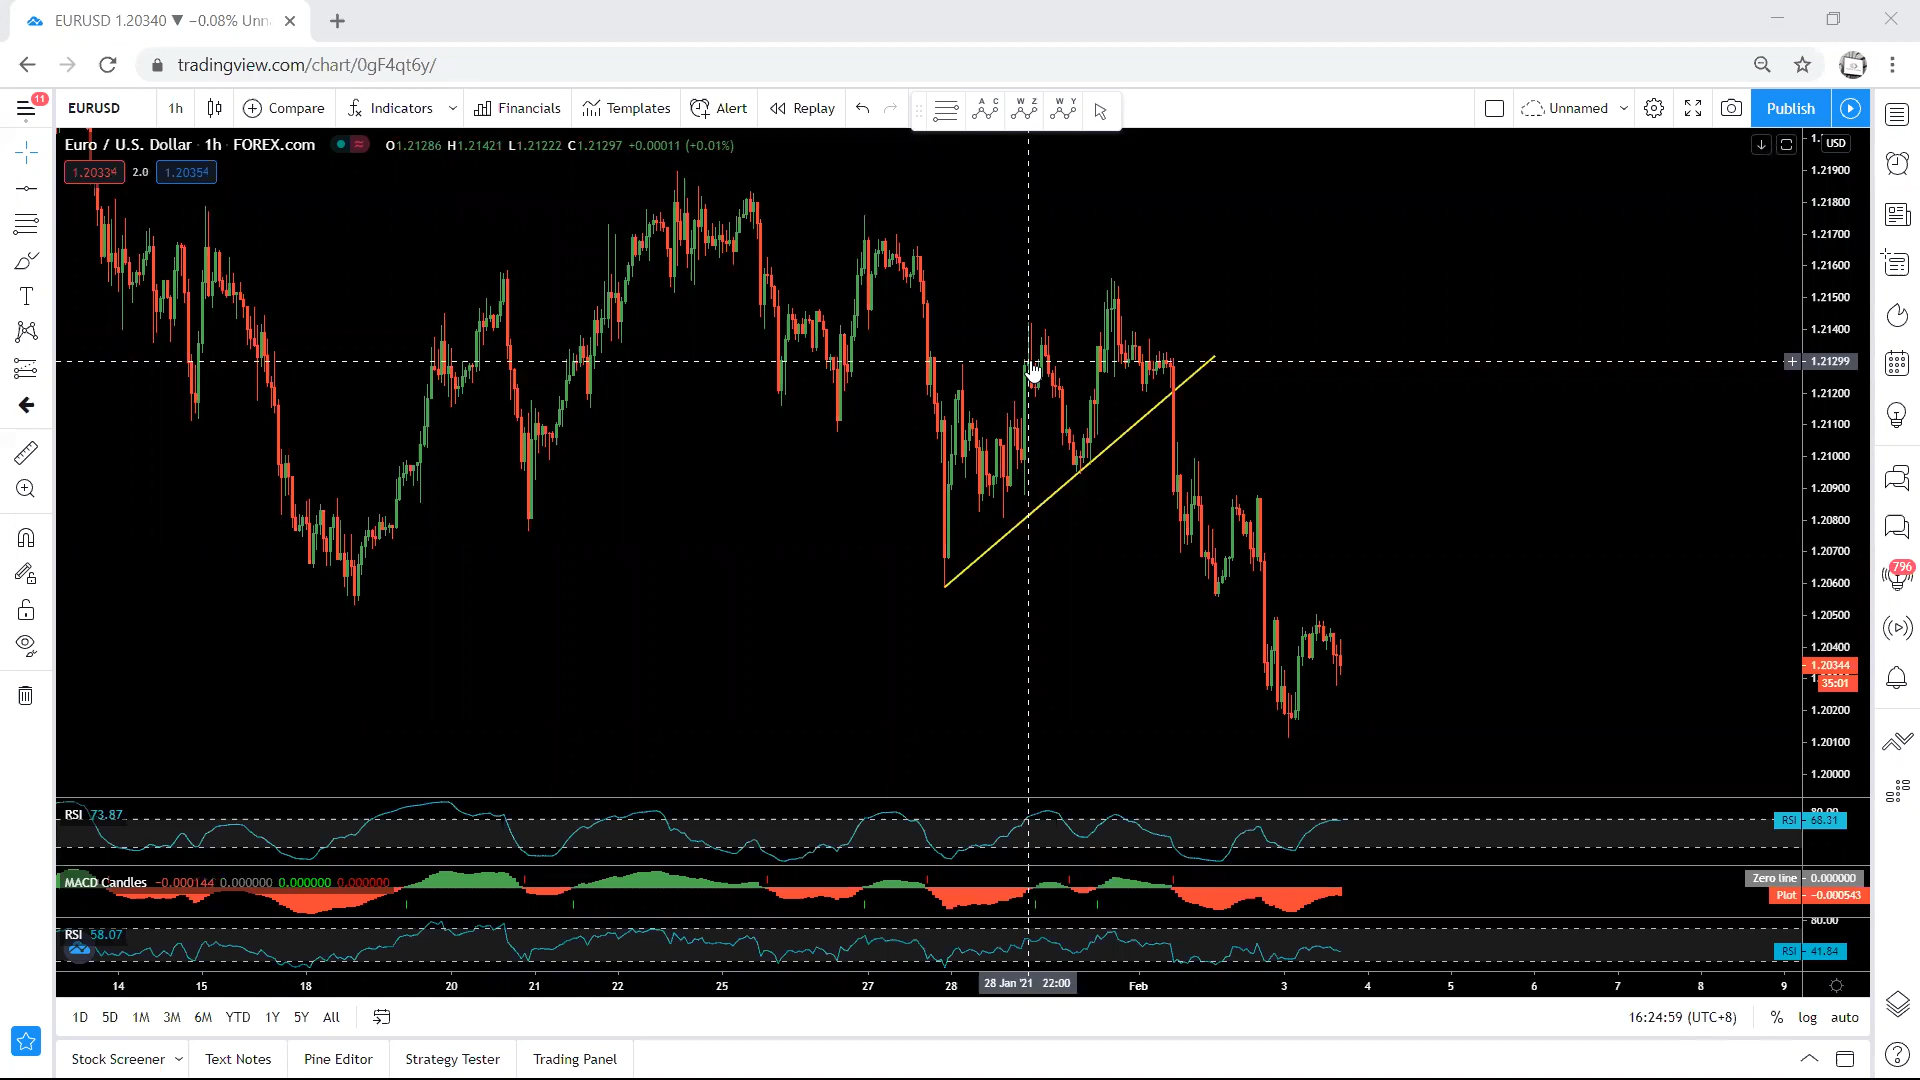 EURUSD 1.20340 ▼ −0.08% Unn
tradingview.com/chart/0gF4qt6y/
11
EURUSD 1h Compare Indicators Financials Templates Alert Replay A C W Z W Y Unnamed Publish
Euro / U.S. Dollar · 1h · FOREX.com O1.21286 H1.21421 L1.21222 C1.21297 +0.00011 (+0.01%)
USD
1.20334 2.0 1.20354
1.21900
1.21800
1.21700
1.21600
1.21500
1.21400
1.21299
1.21200
1.21100
1.21000
1.20900
1.20800
1.20700
1.20600
1.20500
1.20400
1.20344
35:01
1.20200
1.20100
1.20000
796
RSI 73.87
80.00
RSI 68.31
MACD Candles −0.000144 0.000000 0.000000 0.000000
Zero line 0.000000
Plot −0.000543
RSI 58.07
80.00
RSI 41.84
14 15 18 20 21 22 25 27 28 28 Jan '21 22:00 Feb 3 4 5 6 7 8 9
1D 5D 1M 3M 6M YTD 1Y 5Y All 16:24:59 (UTC+8) % log auto
Stock Screener Text Notes Pine Editor Strategy Tester Trading Panel